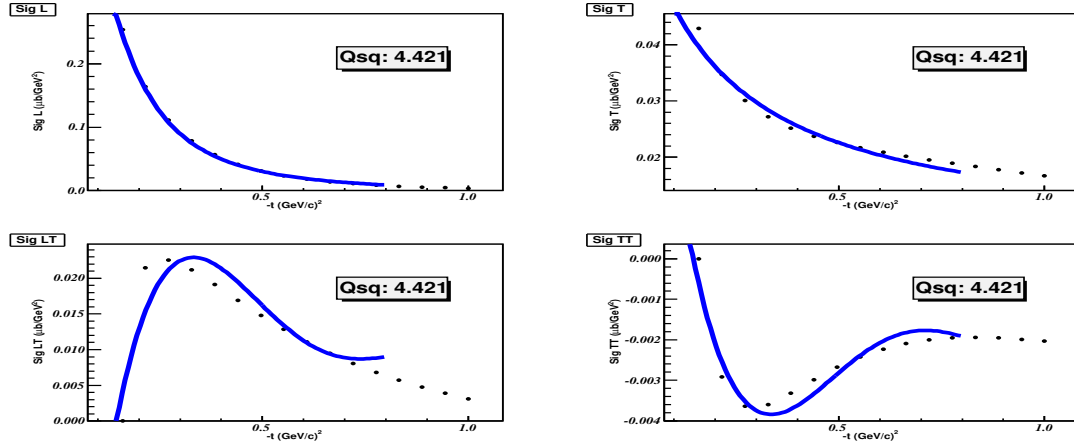 Sig L
Sig L (μb/GeV²)
0.2
0.1
0.0
Qsq: 4.421
0.5
1.0
-t (GeV/c)²
Sig T
Sig T (μb/GeV²)
0.04
0.03
0.02
Qsq: 4.421
0.5
1.0
-t (GeV/c)²
Sig LT
Sig LT (μb/GeV²)
0.020
0.015
0.010
0.005
0.000
Qsq: 4.421
0.5
1.0
-t (GeV/c)²
Sig TT
Sig TT (μb/GeV²)
0.000
-0.001
-0.002
-0.003
-0.004
Qsq: 4.421
0.5
1.0
-t (GeV/c)²